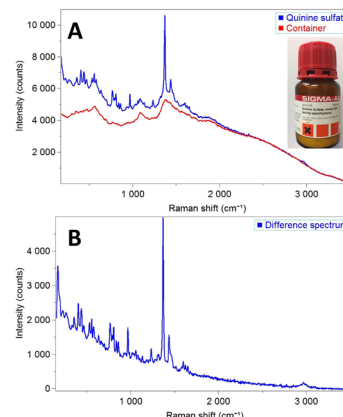 A
Quinine sulfat
Container
10 000
8 000
6 000
4 000
2 000
Intensity (counts)
1 000
2 000
3 000
Raman shift (cm⁻¹)
SIGMA-AL
B
Difference spectrum
4 000
3 000
2 000
1 000
0
Intensity (counts)
1 000
2 000
3 000
Raman shift (cm⁻¹)